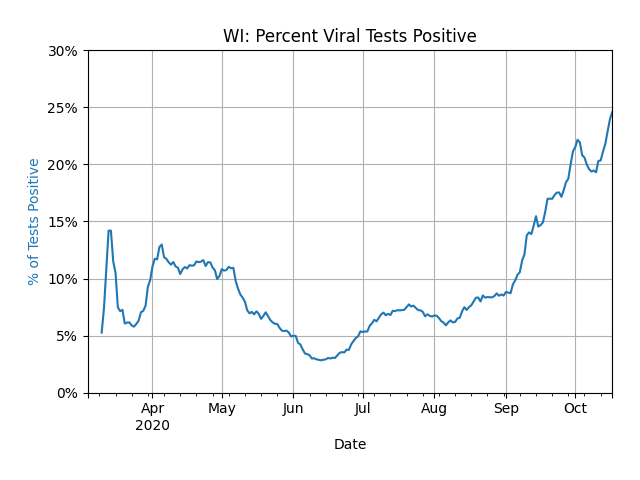 WI: Percent Viral Tests Positive
30%
25%
20%
15%
10%
5%
0%
% of Tests Positive
Apr May Jun Jul Aug Sep Oct
2020
Date